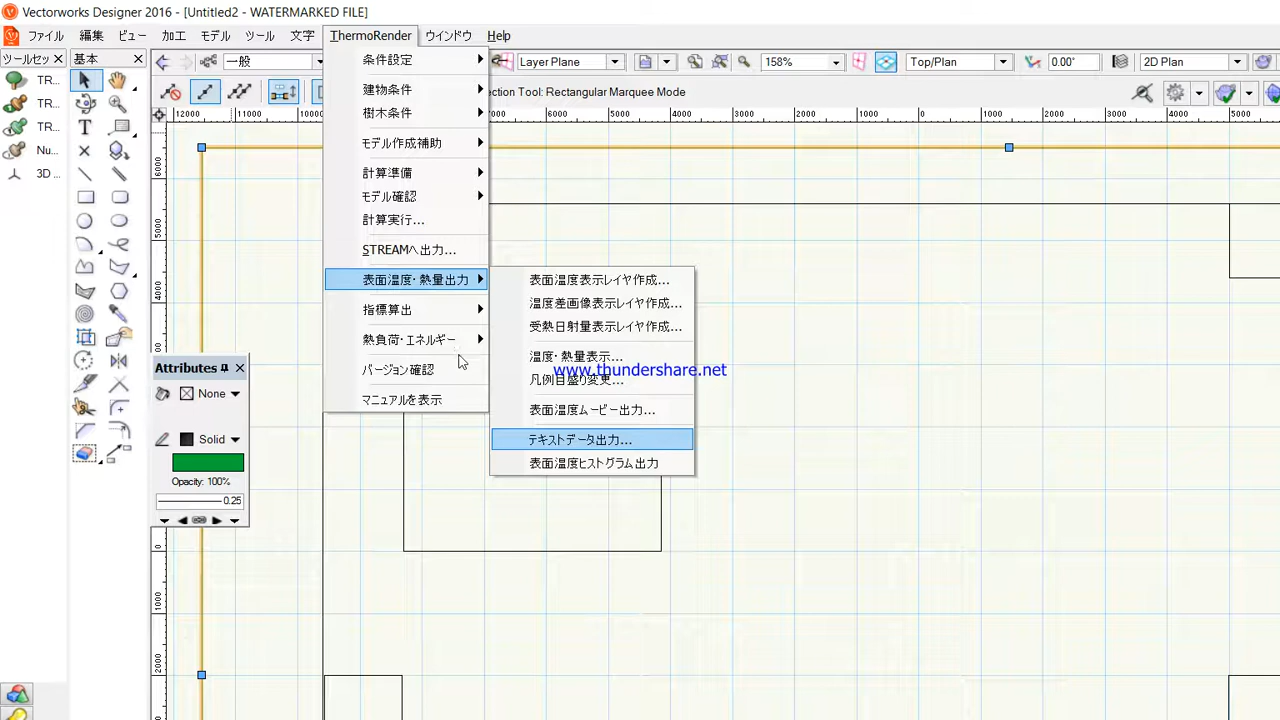 Vectorworks Designer 2016 - [Untitled2 - WATERMARKED FILE]
ファイル 編集 ビュー 加工 モデル ツール 文字 ThermoRender ウインドウ Help
ツールセッ... × 基本 ×
一般 Layer Plane 158% Top/Plan 0.00° 2D Plan
ection Tool: Rectangular Marquee Mode
TR...
TR...
TR...
Nu...
3D ...
12000 11000 10000 7000 6000 5000 4000 3000 2000 1000 0 1000 2000 3000 4000 5000
6000
5000
4000
0
1000
2000
条件設定
建物条件
樹木条件
モデル作成補助
計算準備
モデル確認
計算実行...
STREAMへ出力...
表面温度・熱量出力
指標算出
熱負荷・エネルギー
バージョン確認
マニュアルを表示
表面温度表示レイヤ作成...
温度差画像表示レイヤ作成...
受熱日射量表示レイヤ作成...
温度・熱量表示...
www.thundershare.net
凡例目盛り変更...
表面温度ムービー出力...
テキストデータ出力...
表面温度ヒストグラム出力
Attributes ×
None
Solid
Opacity: 100%
0.25